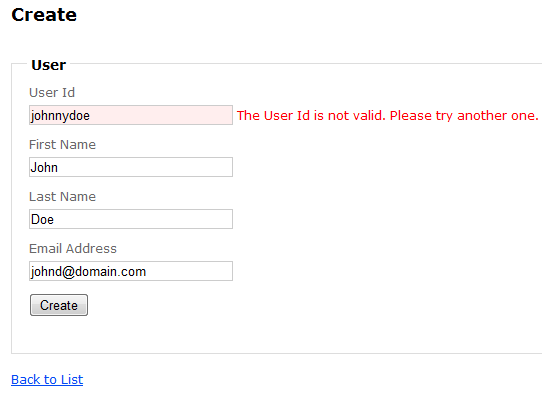 Create
User
User Id
johnnydoe The User Id is not valid. Please try another one.
First Name
John
Last Name
Doe
Email Address
johnd@domain.com
Create
Back to List